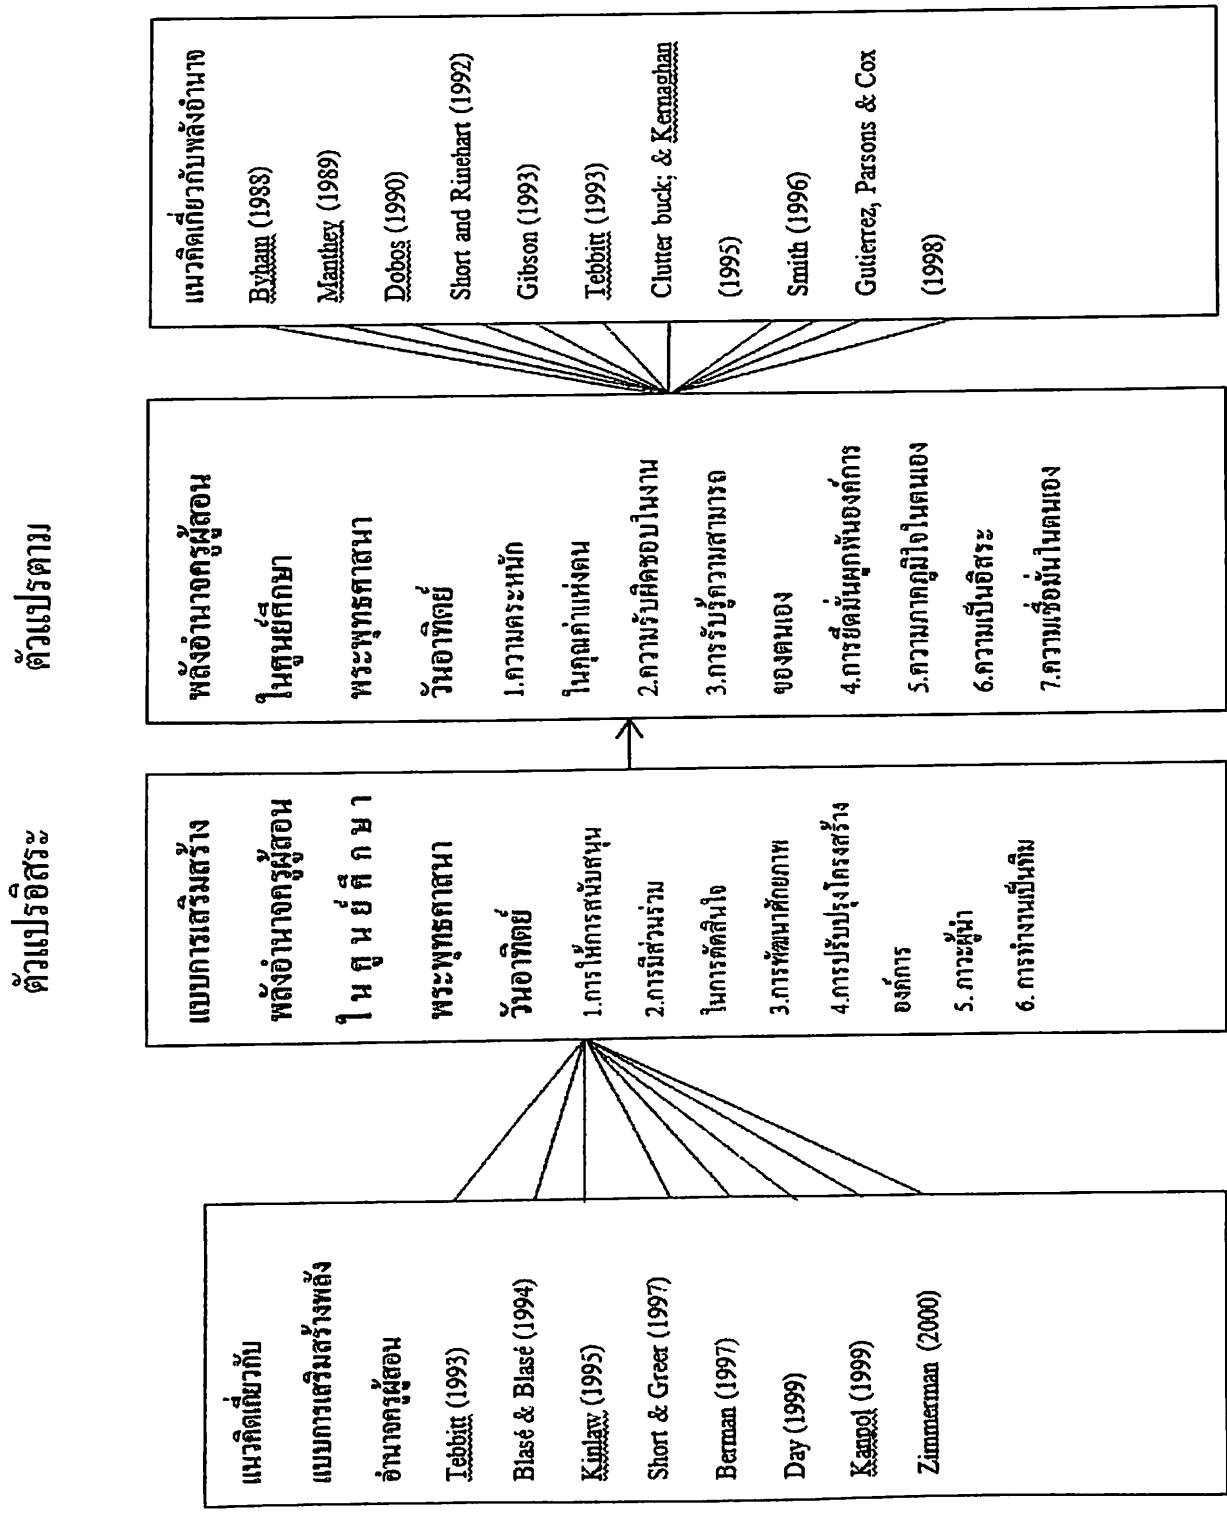 ตัวแปรอิสระ
ตัวแปรตาม
แนวคิดเกี่ยวกับ
แบบการเสริมสร้างพลัง
อำนาจครูผู้สอน
Tebbitt (1993)
Blasé & Blasé (1994)
Kinlaw (1995)
Short & Greer (1997)
Berman (1997)
Day (1999)
Kanpol (1999)
Zimmerman (2000)
แบบการเสริมสร้าง
พลังอำนาจครูผู้สอน
ใ น ศู น ย์ ศึ ก ษ า
พระพุทธศาสนา
วันอาทิตย์
1.การให้การสนับสนุน
2.การมีส่วนร่วม
ในการตัดสินใจ
3.การพัฒนาศักยภาพ
4.การปรับปรุงโครงสร้าง
องค์การ
5. ภาวะผู้นำ
6. การทำงานเป็นทีม
พลังอำนาจครูผู้สอน
ในศูนย์ศึกษา
พระพุทธศาสนา
วันอาทิตย์
1.ความตระหนัก
ในคุณค่าแห่งตน
2.ความรับผิดชอบในงาน
3.การรับรู้ความสามารถ
ของตนเอง
4.การยึดมั่นผูกพันองค์การ
5.ความภาคภูมิใจในตนเอง
6.ความเป็นอิสระ
7.ความเชื่อมั่นในตนเอง
แนวคิดเกี่ยวกับพลังอำนาจ
Byham (1988)
Manthey (1989)
Dobos (1990)
Short and Rinehart (1992)
Gibson (1993)
Tebbitt (1993)
Clutter buck; & Kernaghan
(1995)
Smith (1996)
Gutierrez, Parsons & Cox
(1998)